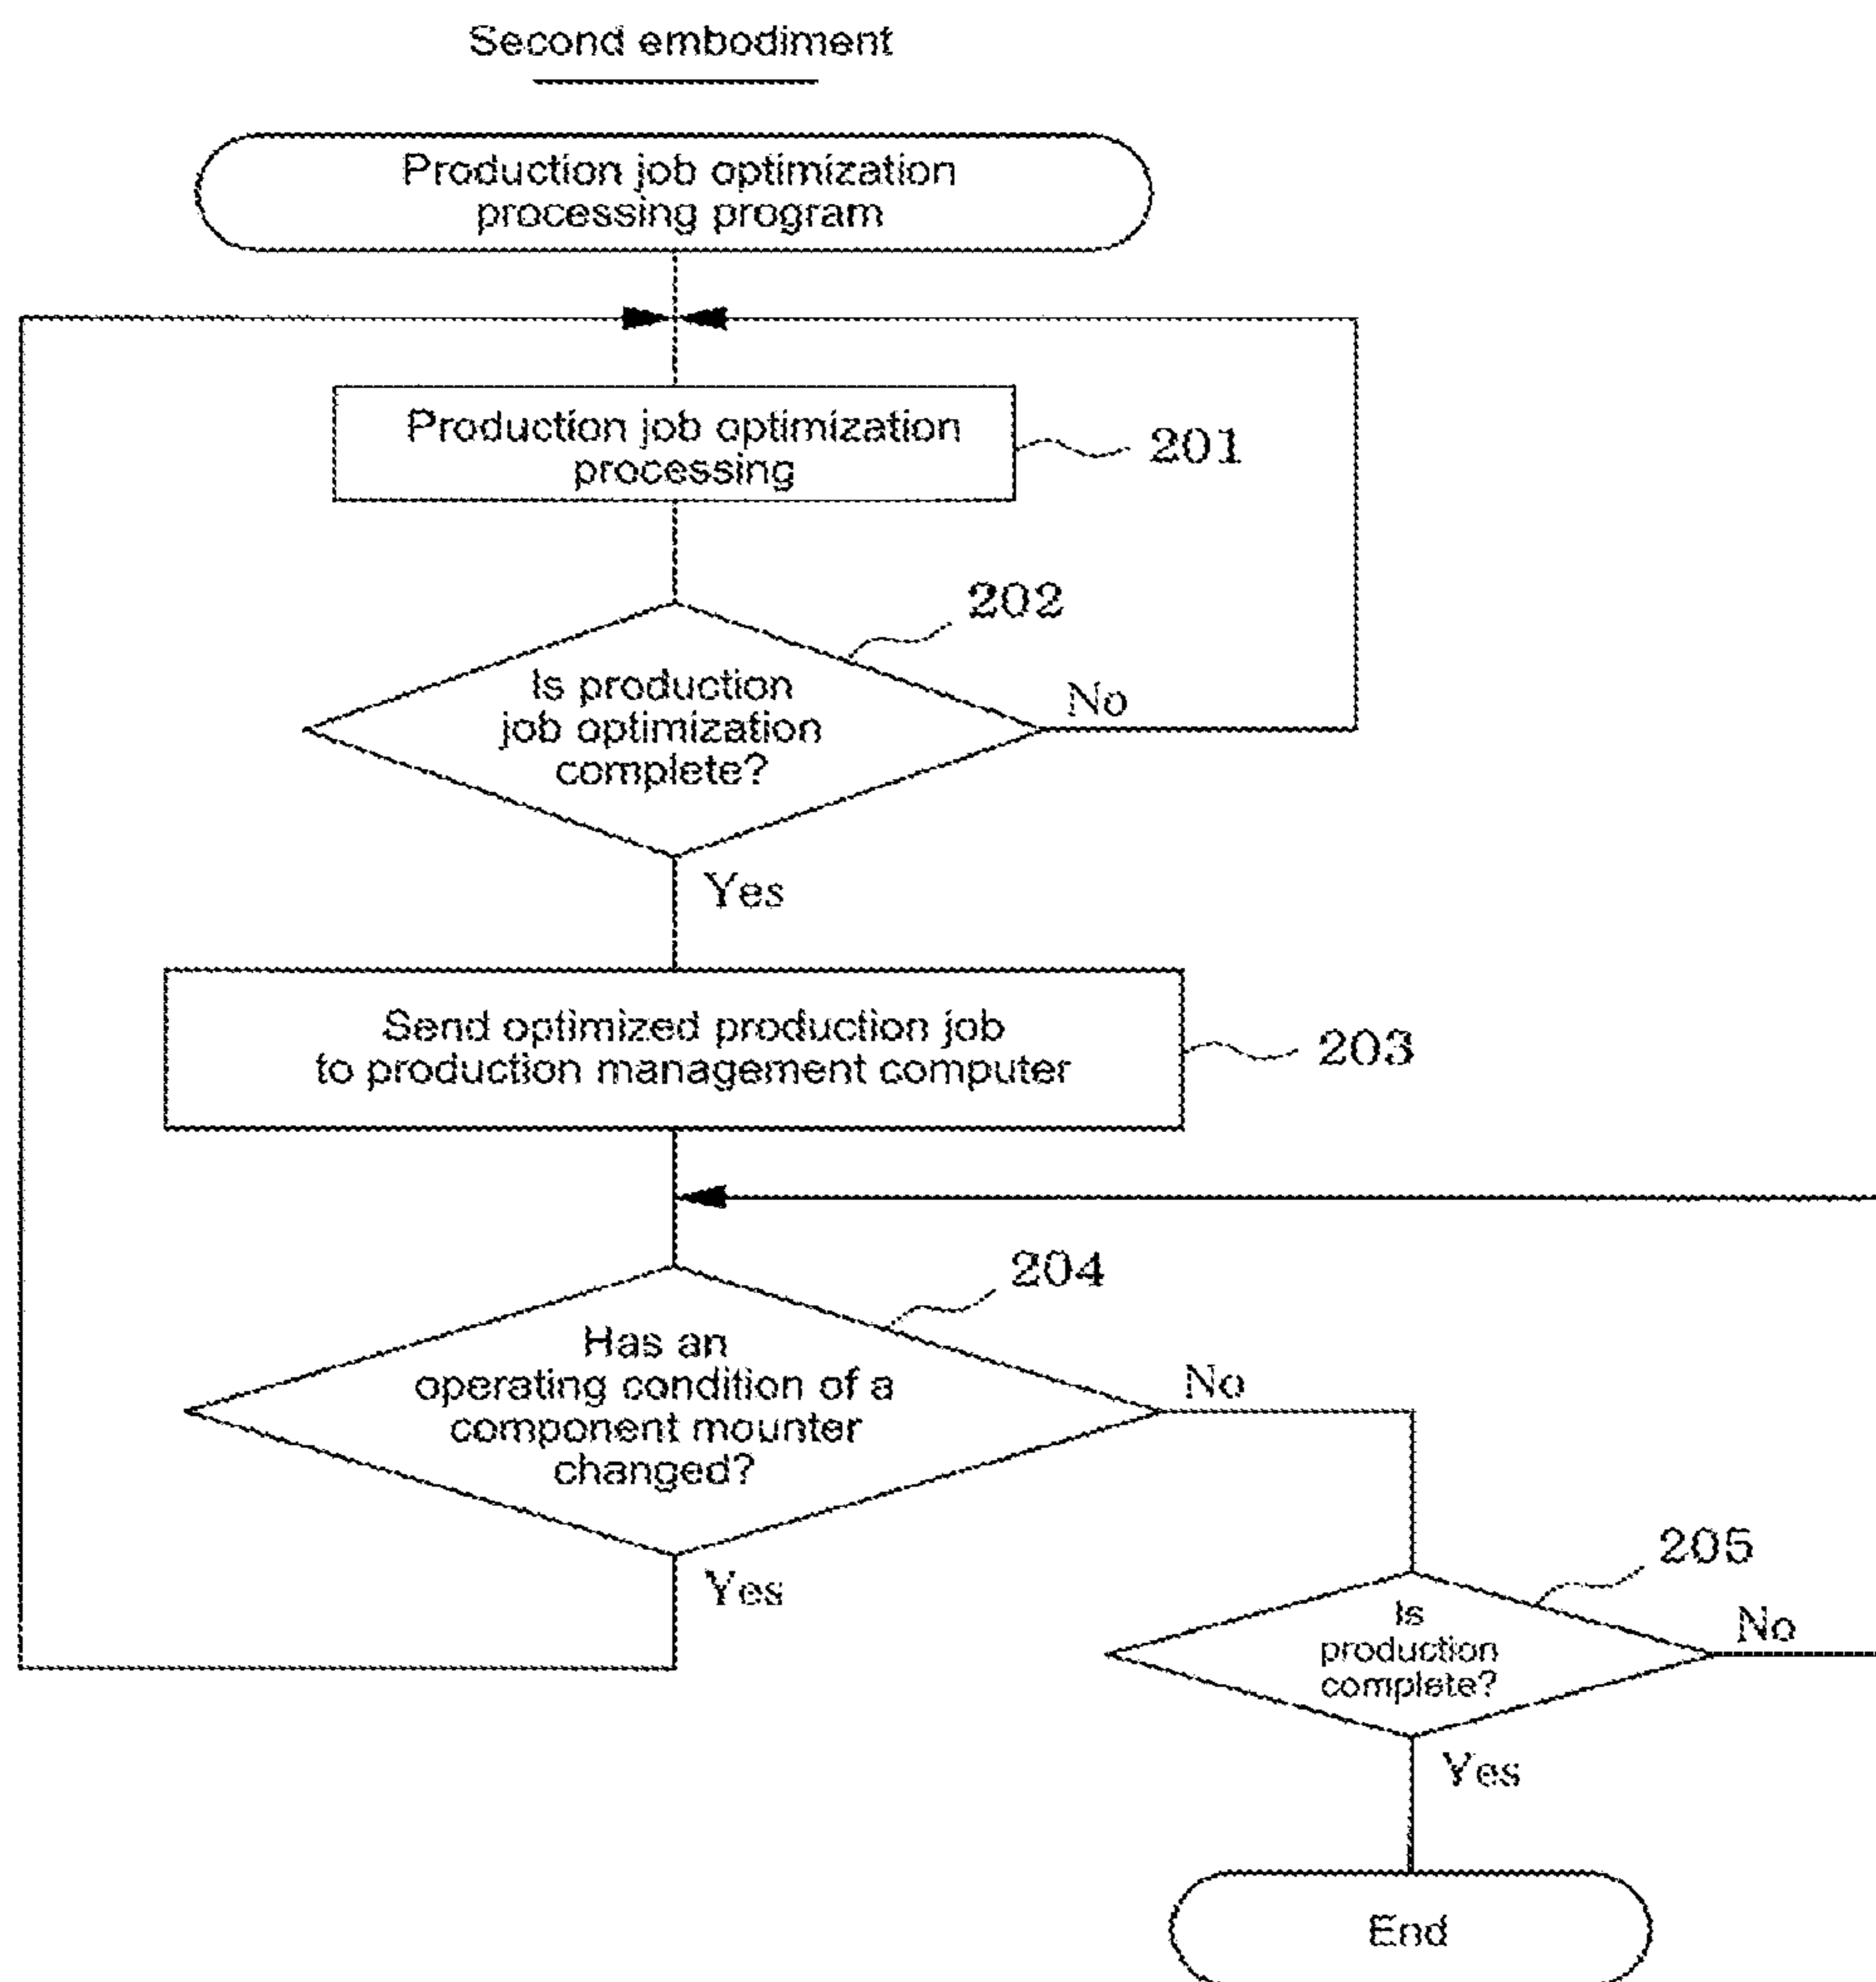 Second embodiment
Production job optimization
processing program
Production job optimization
processing
201
202
Is production
job optimization
complete?
No
Yes
Send optimized production job
to production management computer
203
204
Has an
operating condition of a
component mounter
changed?
No
Yes
205
Is
production
complete?
No
Yes
End